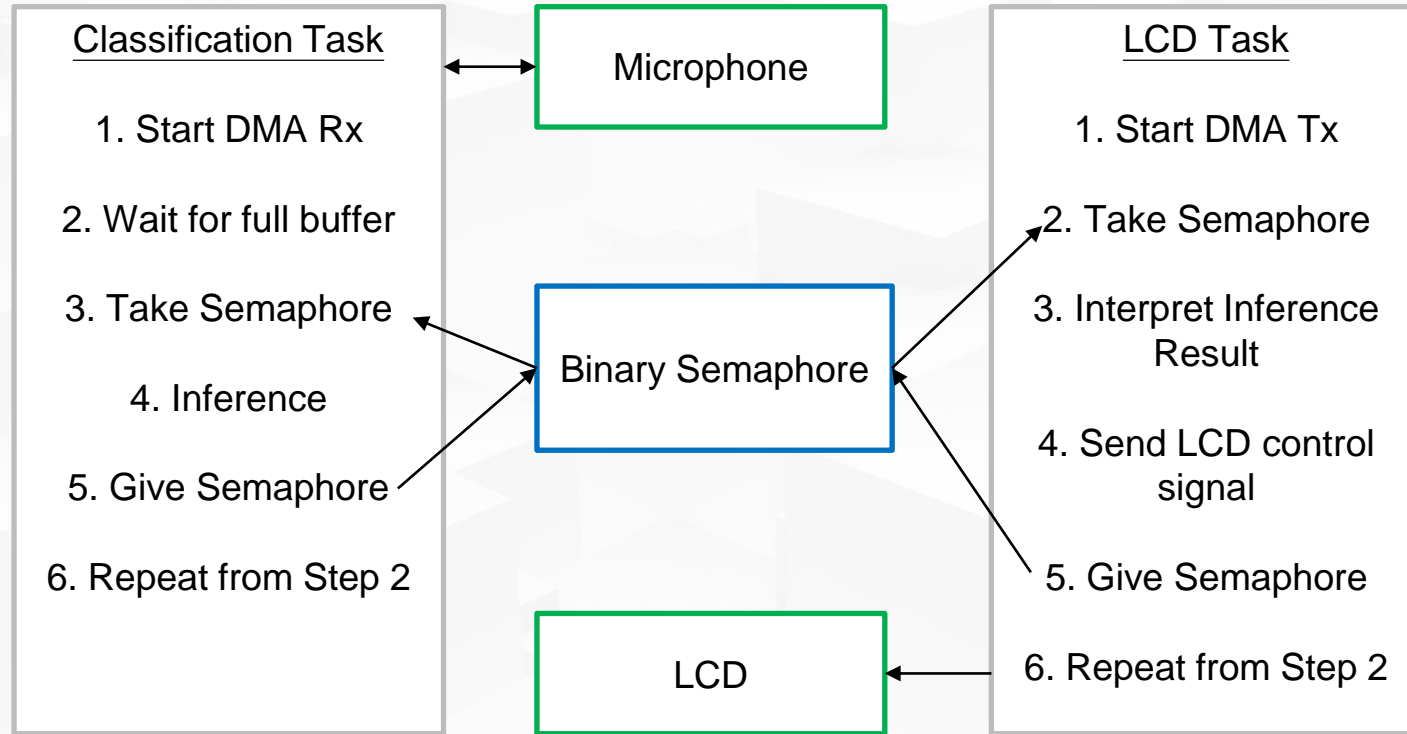 Classification Task
1. Start DMA Rx
2. Wait for full buffer
3. Take Semaphore
4. Inference
5. Give Semaphore
6. Repeat from Step 2
Microphone
Binary Semaphore
LCD
LCD Task
1. Start DMA Tx
2. Take Semaphore
3. Interpret Inference
Result
4. Send LCD control
signal
5. Give Semaphore
6. Repeat from Step 2